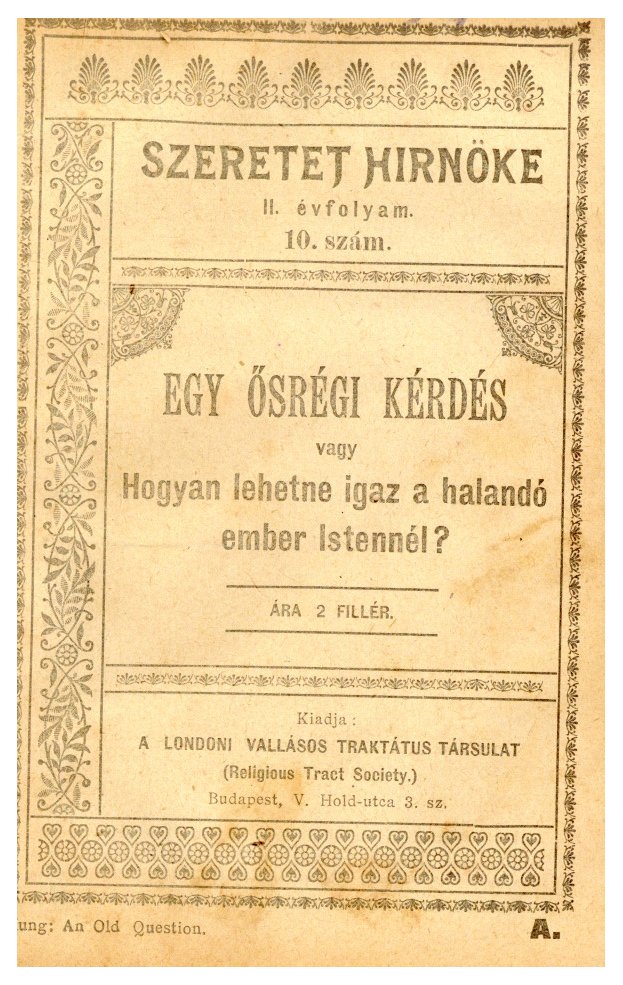 SZERETET HIRNÖKE
II. évfolyam.
10. szám.
EGY ŐSRÉGI KÉRDÉS
vagy
Hogyan lehetne igaz a halandó
ember Istennél?
ÁRA 2 FILLÉR.
Kiadja:
A LONDONI VALLÁSOS TRAKTÁTUS TÁRSULAT
(Religious Tract Society.)
Budapest, V. Hold-utca 3. sz.
ung: An Old Question.
A.